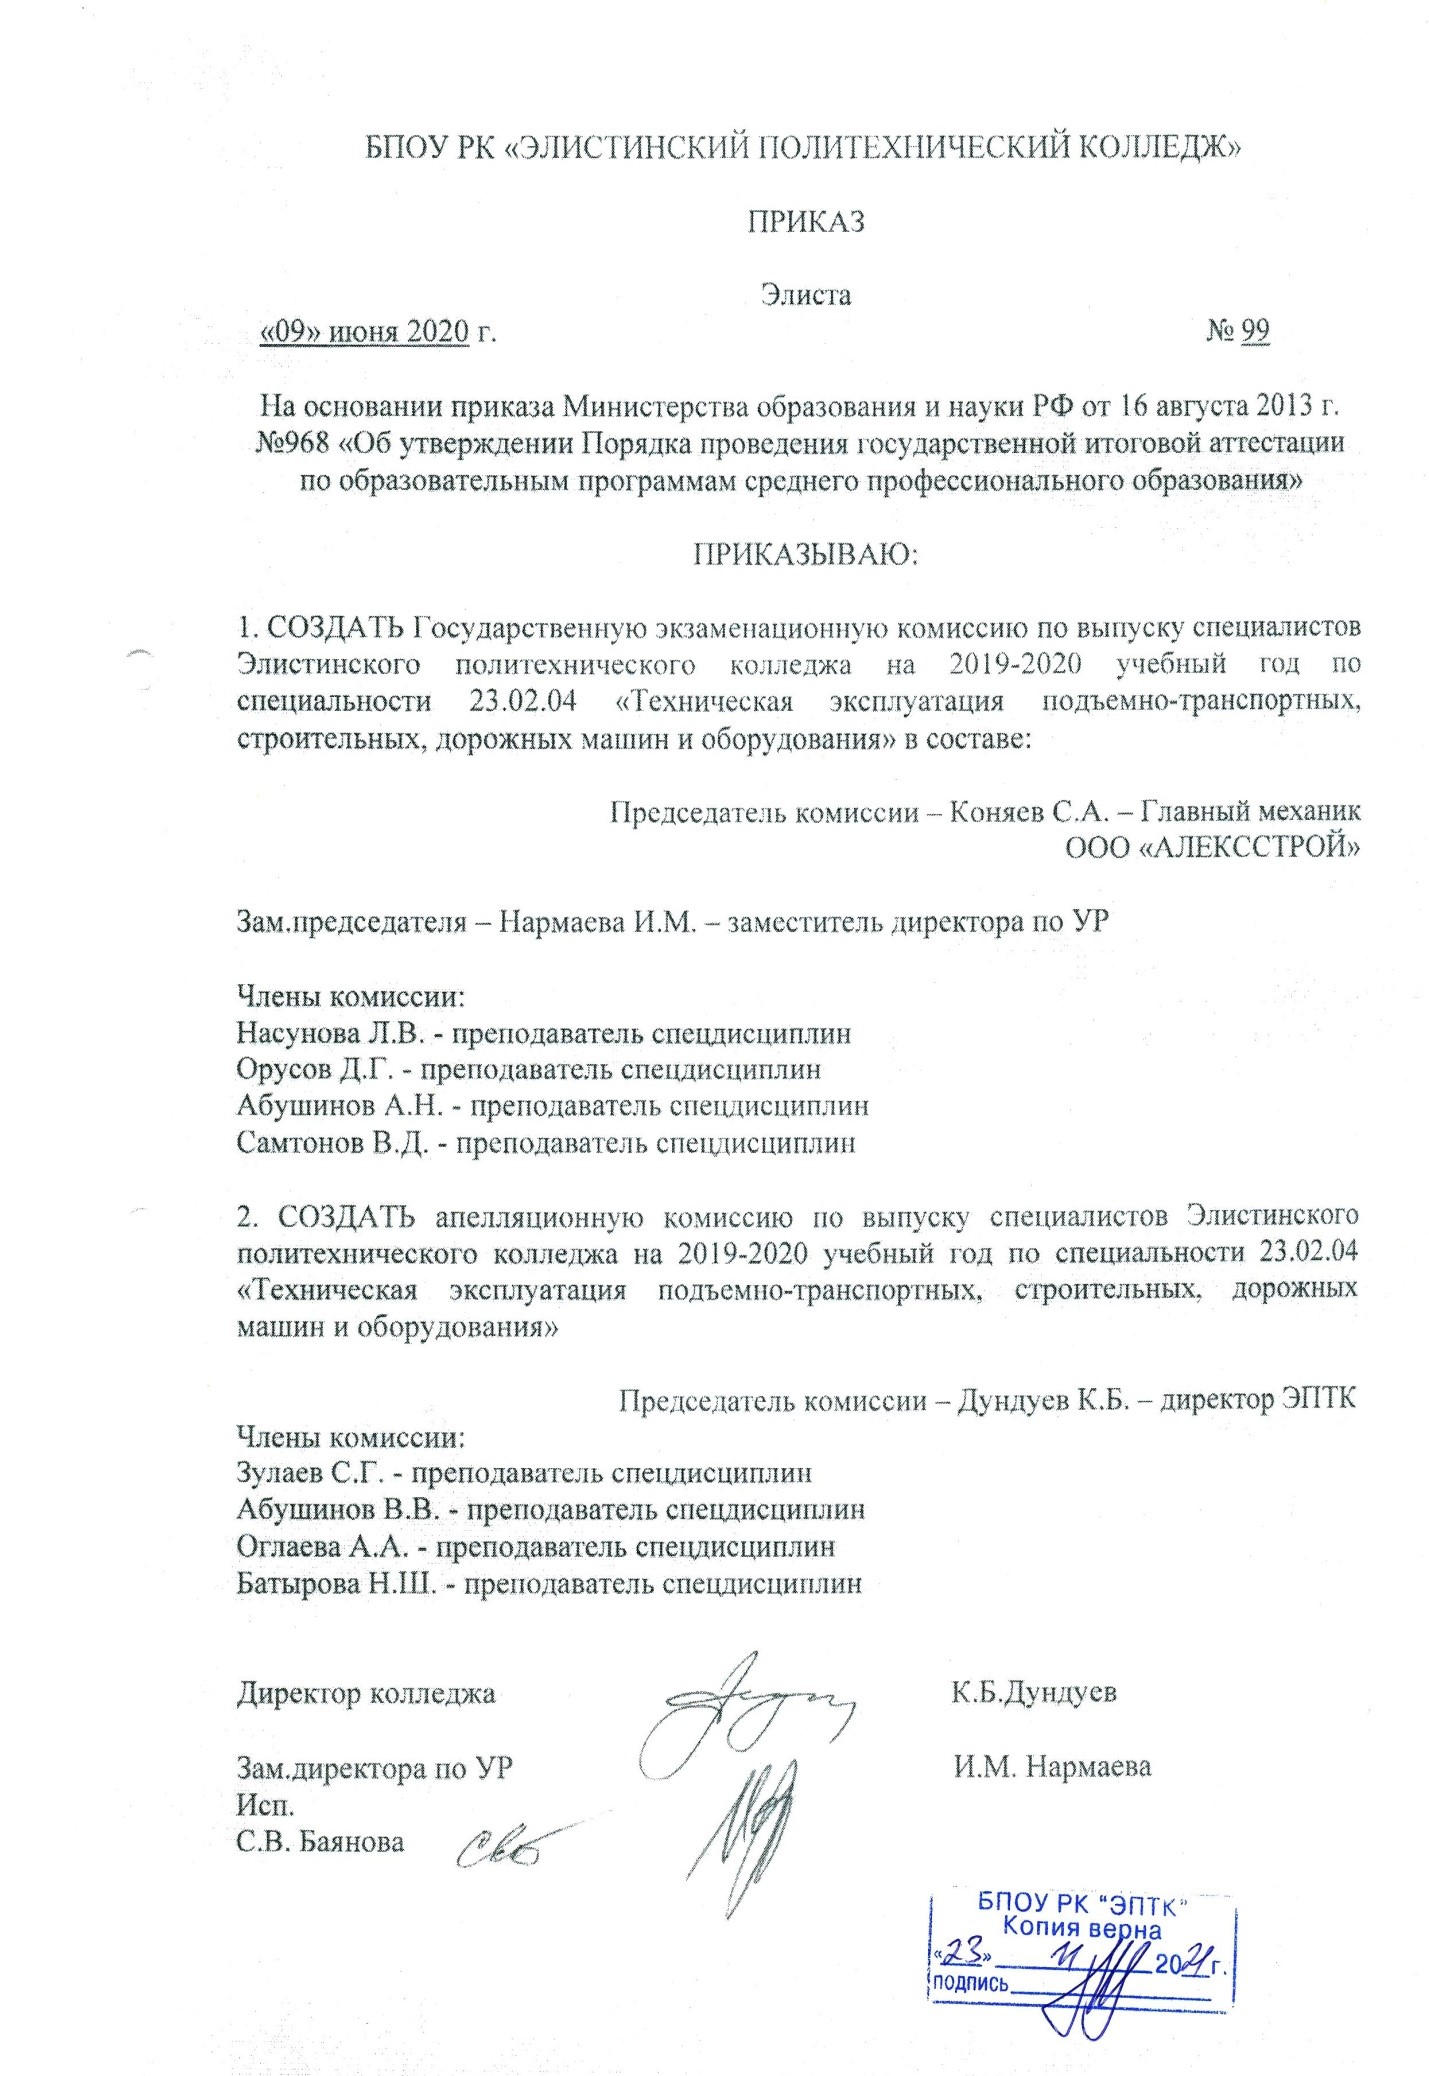 БПОУ РК «ЭЛИСТИНСКИЙ ПОЛИТЕХНИЧЕСКИЙ КОЛЛЕДЖ»
ПРИКАЗ
Элиста
«09» июня 2020 г. № 99
На основании приказа Министерства образования и науки РФ от 16 августа 2013 г.
№968 «Об утверждении Порядка проведения государственной итоговой аттестации
по образовательным программам среднего профессионального образования»
ПРИКАЗЫВАЮ:
1. СОЗДАТЬ Государственную экзаменационную комиссию по выпуску специалистов
Элистинского политехнического колледжа на 2019-2020 учебный год по
специальности 23.02.04 «Техническая эксплуатация подъемно-транспортных,
строительных, дорожных машин и оборудования» в составе:
Председатель комиссии – Коняев С.А. – Главный механик
ООО «АЛЕКССТРОЙ»
Зам.председателя – Нармаева И.М. – заместитель директора по УР
Члены комиссии:
Насунова Л.В. - преподаватель спецдисциплин
Орусов Д.Г. - преподаватель спецдисциплин
Абушинов А.Н. - преподаватель спецдисциплин
Самтонов В.Д. - преподаватель спецдисциплин
2. СОЗДАТЬ апелляционную комиссию по выпуску специалистов Элистинского
политехнического колледжа на 2019-2020 учебный год по специальности 23.02.04
«Техническая эксплуатация подъемно-транспортных, строительных, дорожных
машин и оборудования»
Председатель комиссии – Дундуев К.Б. – директор ЭПТК
Члены комиссии:
Зулаев С.Г. - преподаватель спецдисциплин
Абушинов В.В. - преподаватель спецдисциплин
Оглаева А.А. - преподаватель спецдисциплин
Батырова Н.Ш. - преподаватель спецдисциплин
Директор колледжа К.Б.Дундуев
Зам.директора по УР И.М. Нармаева
Исп.
С.В. Баянова
БПОУ РК "ЭПТК"
Копия верна
«23» 11 2021 г.
подпись